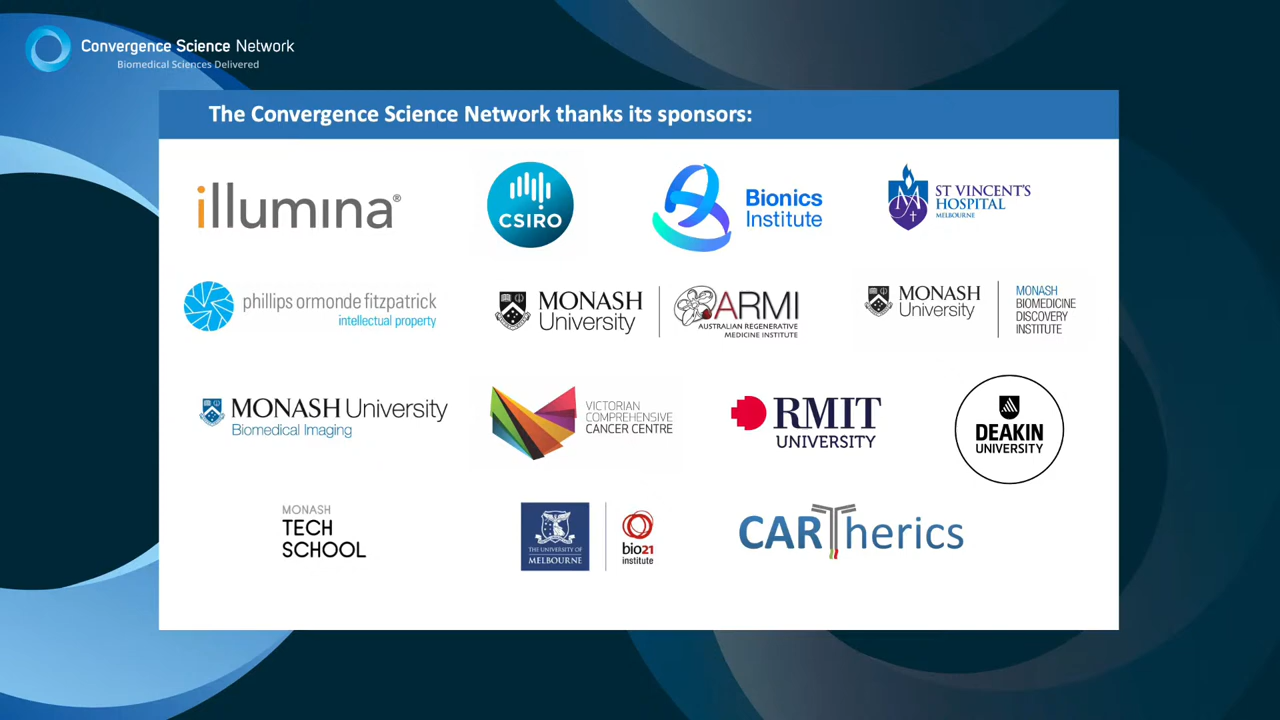 Convergence Science Network
Biomedical Sciences Delivered
The Convergence Science Network thanks its sponsors:
illumina®
CSIRO
Bionics
Institute
ST VINCENT'S
HOSPITAL
MELBOURNE
phillips ormonde fitzpatrick
intellectual property
MONASH
University
ARMI
AUSTRALIAN REGENERATIVE
MEDICINE INSTITUTE
MONASH
University
MONASH
BIOMEDICINE
DISCOVERY
INSTITUTE
MONASH University
Biomedical Imaging
VICTORIAN
COMPREHENSIVE
CANCER CENTRE
RMIT
UNIVERSITY
DEAKIN
UNIVERSITY
MONASH
TECH
SCHOOL
THE UNIVERSITY OF
MELBOURNE
bio21
institute
CARTherics